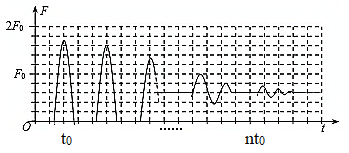 2F₀
F
F₀
O
t
t₀
......
nt₀